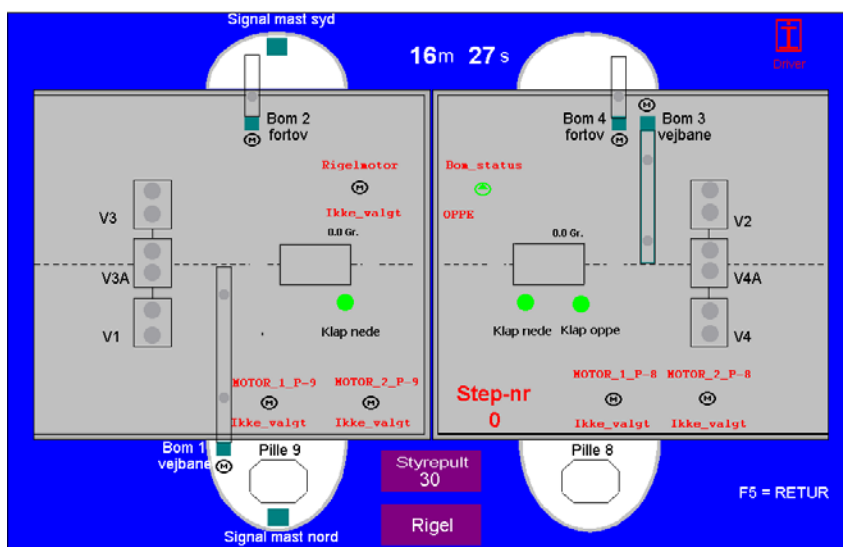 Signal mast syd
16m 27s
Driver
Bom 2
fortov
Bom 4
fortov
Bom 3
vejbane
Rigelmotor
M
Ikke_valgt
0.0 Gr.
Bom_status
OPPE
0.0 Gr.
V3
V3A
V1
V2
V4A
V4
Klap nede
Klap nede
Klap oppe
MOTOR_1_P-9
M
Ikke_valgt
MOTOR_2_P-9
M
Ikke_valgt
Step-nr
0
MOTOR_1_P-8
M
Ikke_valgt
MOTOR_2_P-8
M
Ikke_valgt
Bom 1
vejbane
M
Pille 9
Styrepult
30
Pille 8
F5 = RETUR
Rigel
Signal mast nord